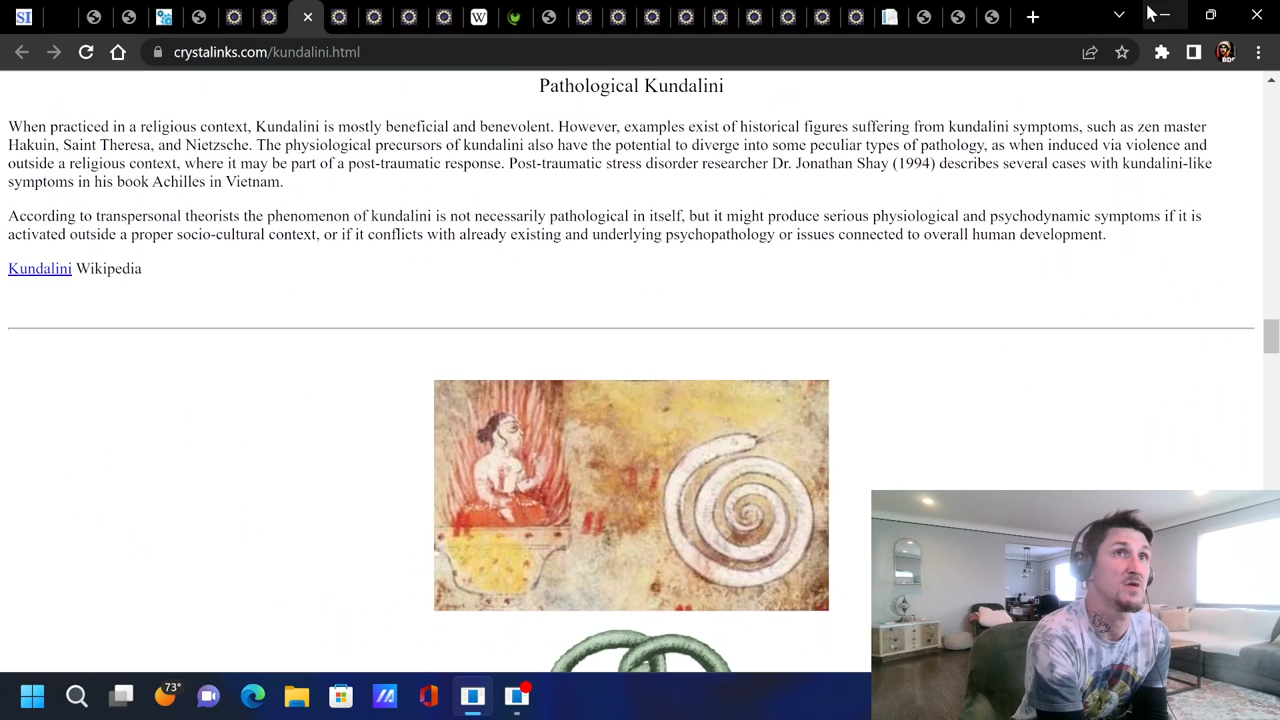 SI
W
crystalinks.com/kundalini.html
BDF
Pathological Kundalini
When practiced in a religious context, Kundalini is mostly beneficial and benevolent. However, examples exist of historical figures suffering from kundalini symptoms, such as zen master
Hakuin, Saint Theresa, and Nietzsche. The physiological precursors of kundalini also have the potential to diverge into some peculiar types of pathology, as when induced via violence and
outside a religious context, where it may be part of a post-traumatic response. Post-traumatic stress disorder researcher Dr. Jonathan Shay (1994) describes several cases with kundalini-like
symptoms in his book Achilles in Vietnam.
According to transpersonal theorists the phenomenon of kundalini is not necessarily pathological in itself, but it might produce serious physiological and psychodynamic symptoms if it is
activated outside a proper socio-cultural context, or if it conflicts with already existing and underlying psychopathology or issues connected to overall human development.
Kundalini Wikipedia
73°